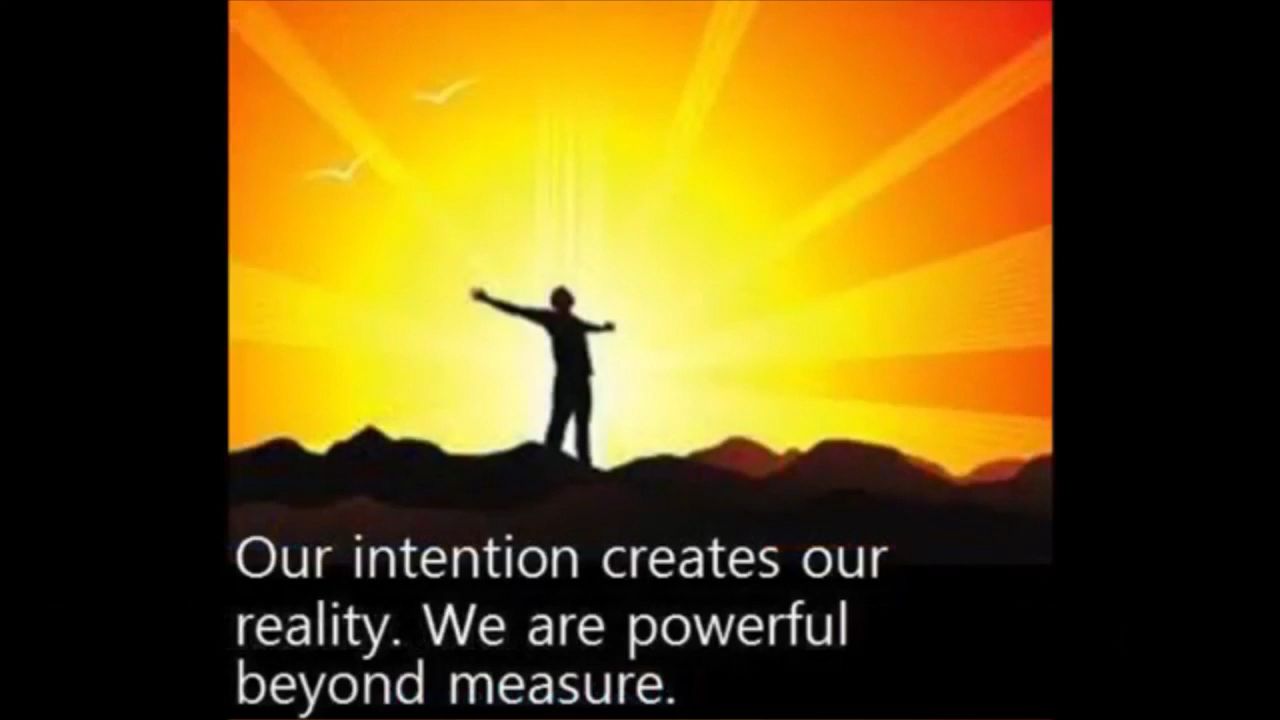 Our intention creates our
reality. We are powerful
beyond measure.